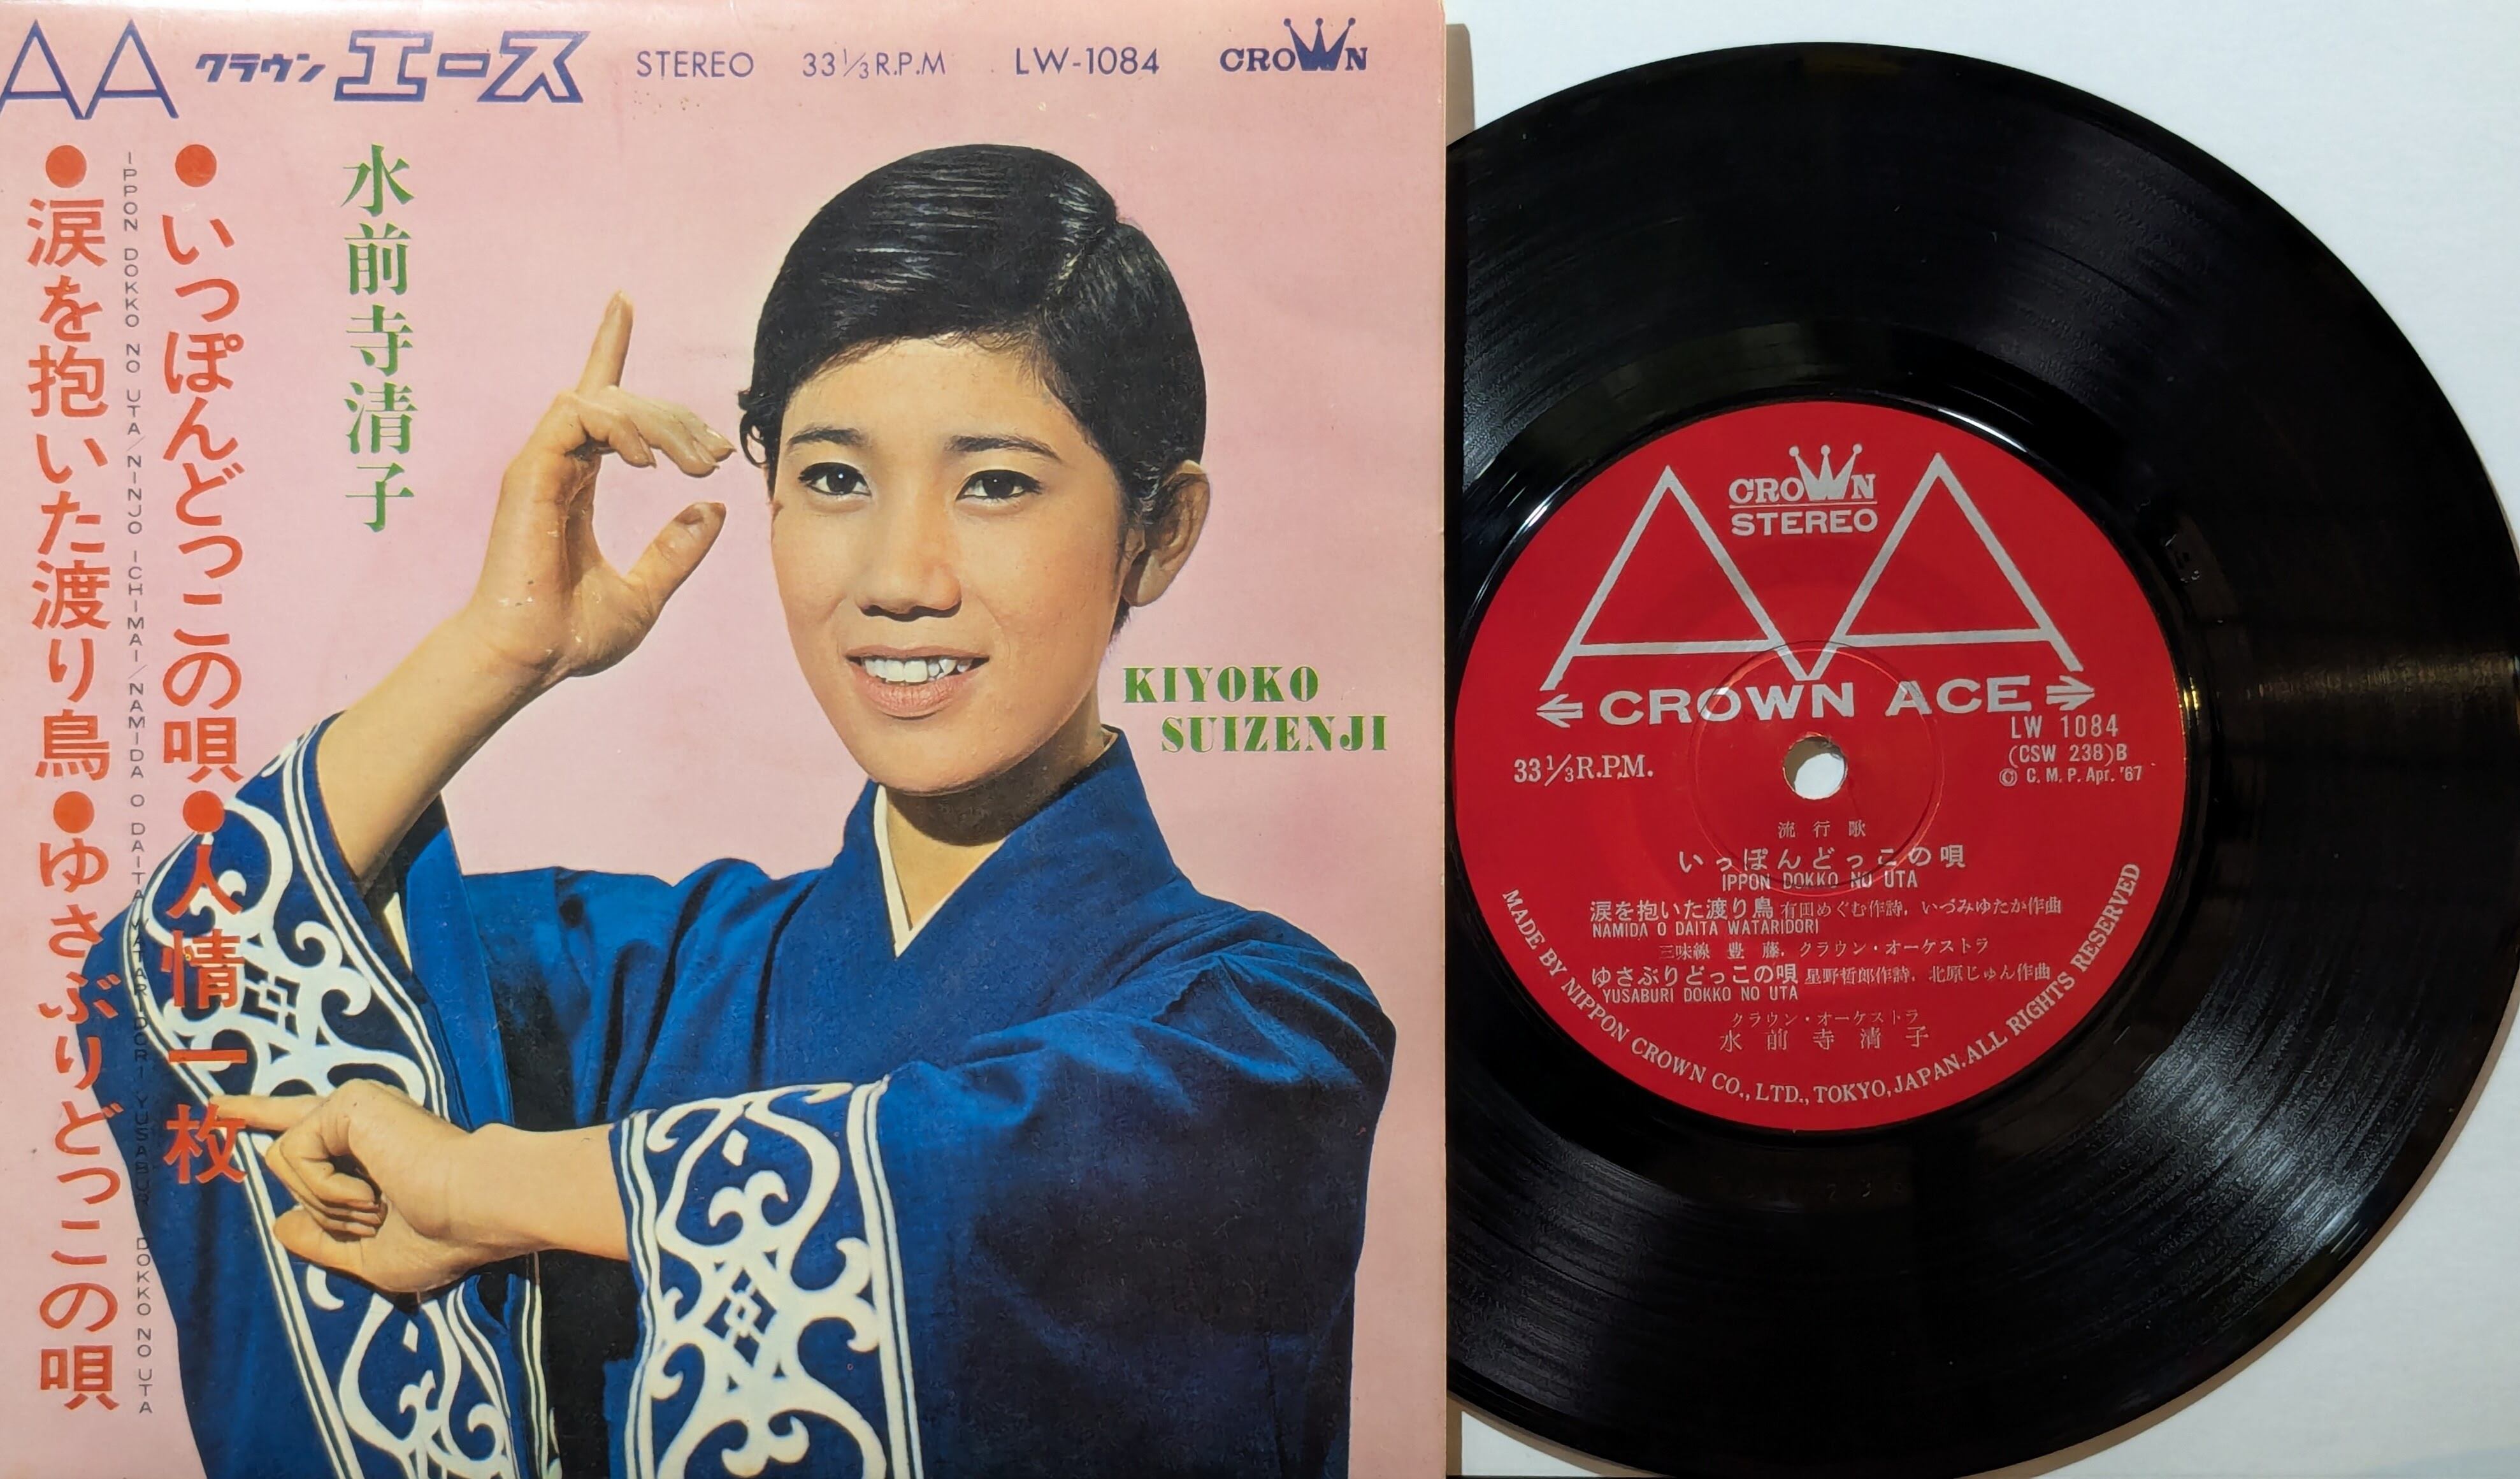 AA クラウン エース STEREO 33⅓R.P.M LW-1084 CROWN
水前寺清子
●いっぽんどっこの唄●人情一枚
IPPON DOKKO NO UTA/NINJO ICHIMAI/NAMIDA O DAITA WATARIDORI YUSABURI DOKKO NO UTA
●涙を抱いた渡り鳥●ゆさぶりどっこの唄
KIYOKO
SUIZENJI
CROWN
STEREO
AA
CROWN ACE
LW 1084
(CSW 238)B
33⅓R.P.M.
© C. M. P. Apr. '67
流行歌
いっぽんどっこの唄
IPPON DOKKO NO UTA
涙を抱いた渡り鳥 有田めぐむ作詩, いづみゆたか作曲
NAMIDA O DAITA WATARIDORI
三味線 豊藤, クラウン・オーケストラ
ゆさぶりどっこの唄 星野哲郎作詩, 北原じゅん作曲
YUSABURI DOKKO NO UTA
クラウン・オーケストラ
水前寺清子
MADE BY NIPPON CROWN CO., LTD., TOKYO, JAPAN. ALL RIGHTS RESERVED